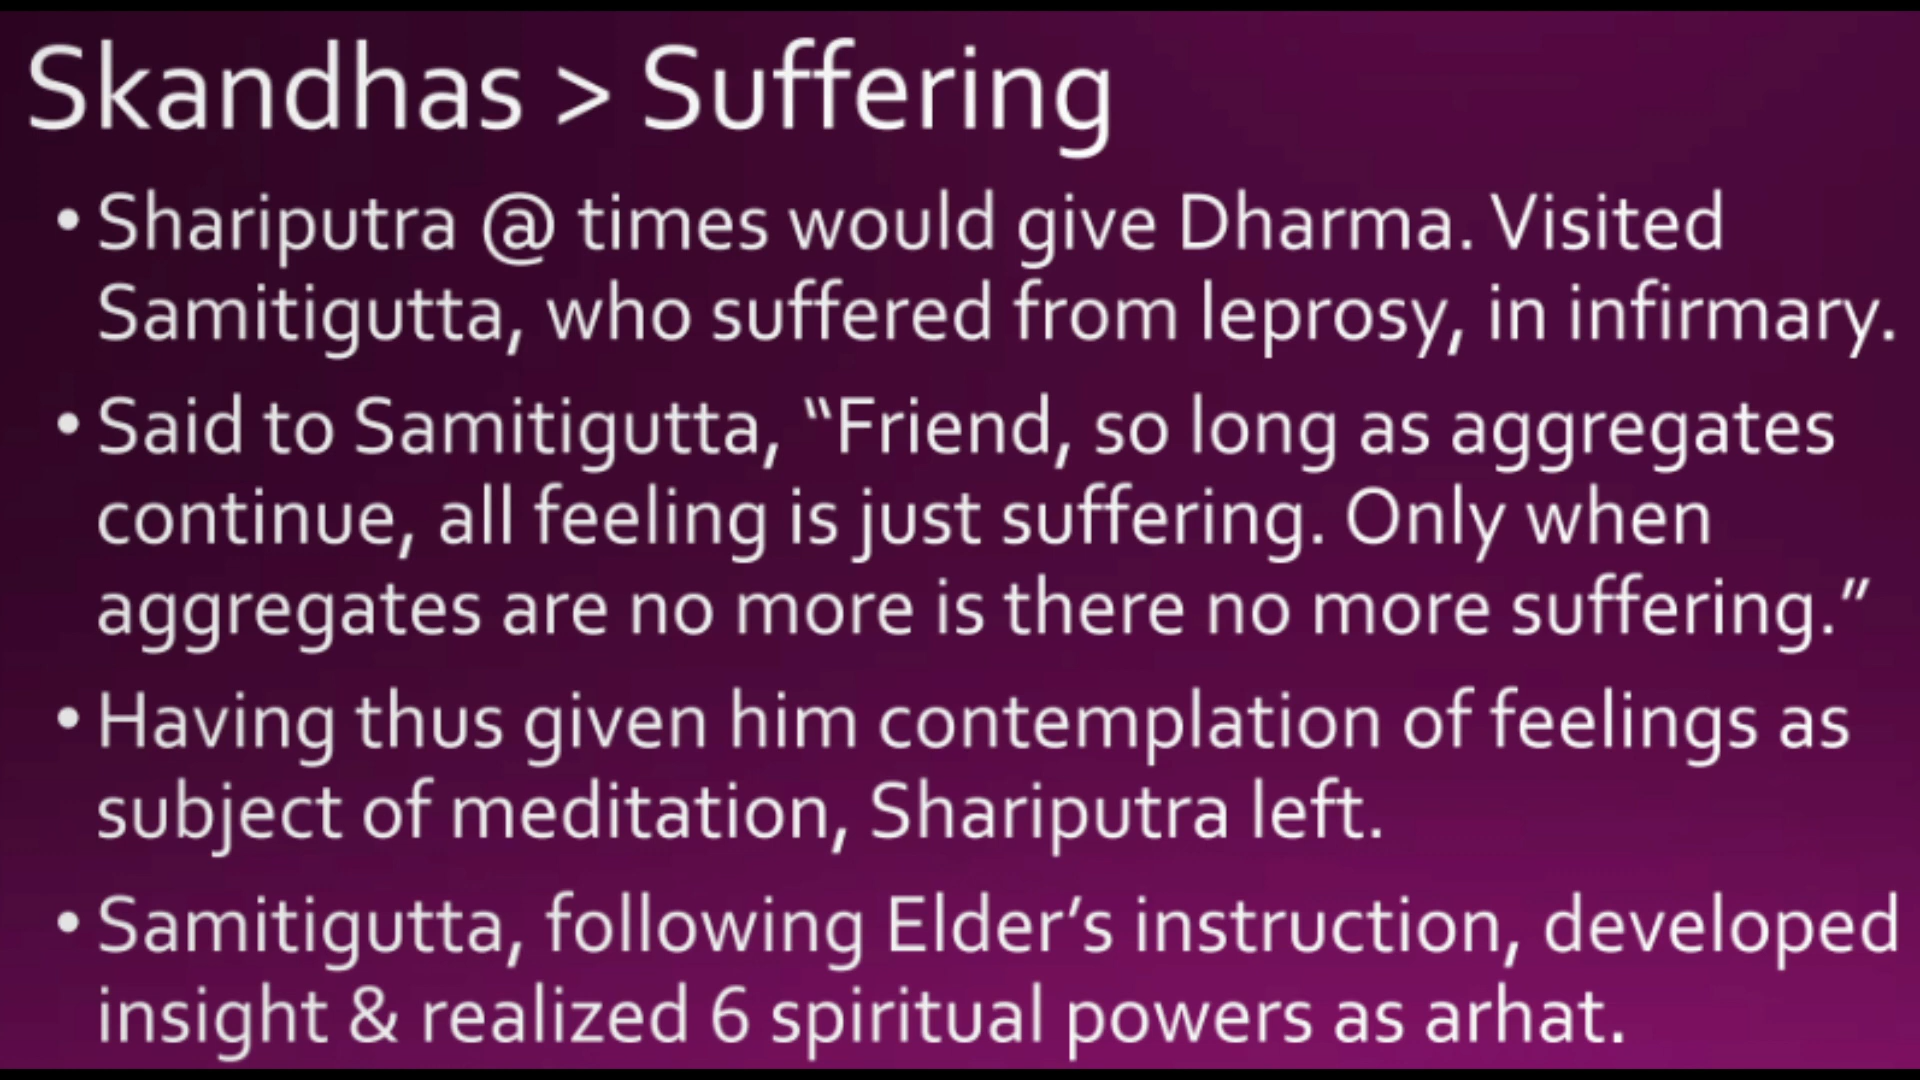 Skandhas > Suffering
• Shariputra @ times would give Dharma. Visited
Samitigutta, who suffered from leprosy, in infirmary.
• Said to Samitigutta, “Friend, so long as aggregates
continue, all feeling is just suffering. Only when
aggregates are no more is there no more suffering.”
• Having thus given him contemplation of feelings as
subject of meditation, Shariputra left.
• Samitigutta, following Elder’s instruction, developed
insight & realized 6 spiritual powers as arhat.